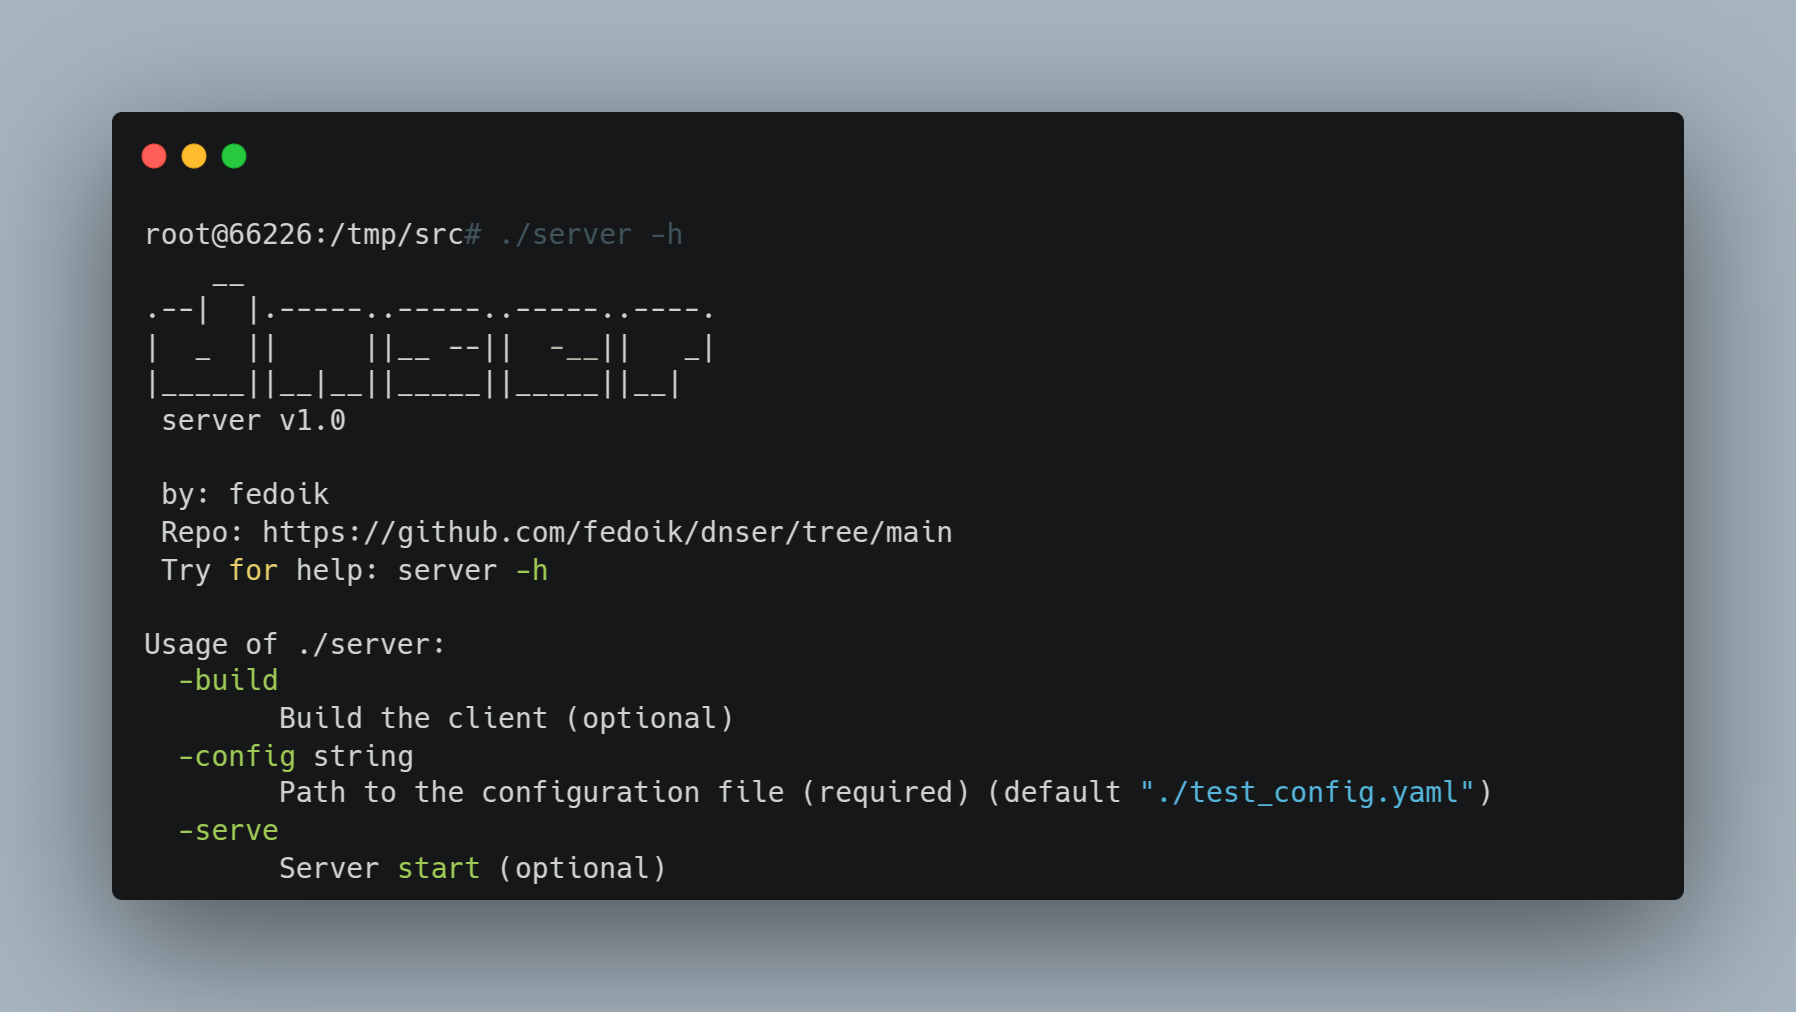 root@66226:/tmp/src# ./server -h
    __
.--|  |.-----..-----..-----..----.
|  _  ||     ||__ --||  -__||   _|
|_____||__|__||_____||_____||__|
 server v1.0

 by: fedoik
 Repo: https://github.com/fedoik/dnser/tree/main
 Try for help: server -h

Usage of ./server:
  -build
        Build the client (optional)
  -config string
        Path to the configuration file (required) (default "./test_config.yaml")
  -serve
        Server start (optional)